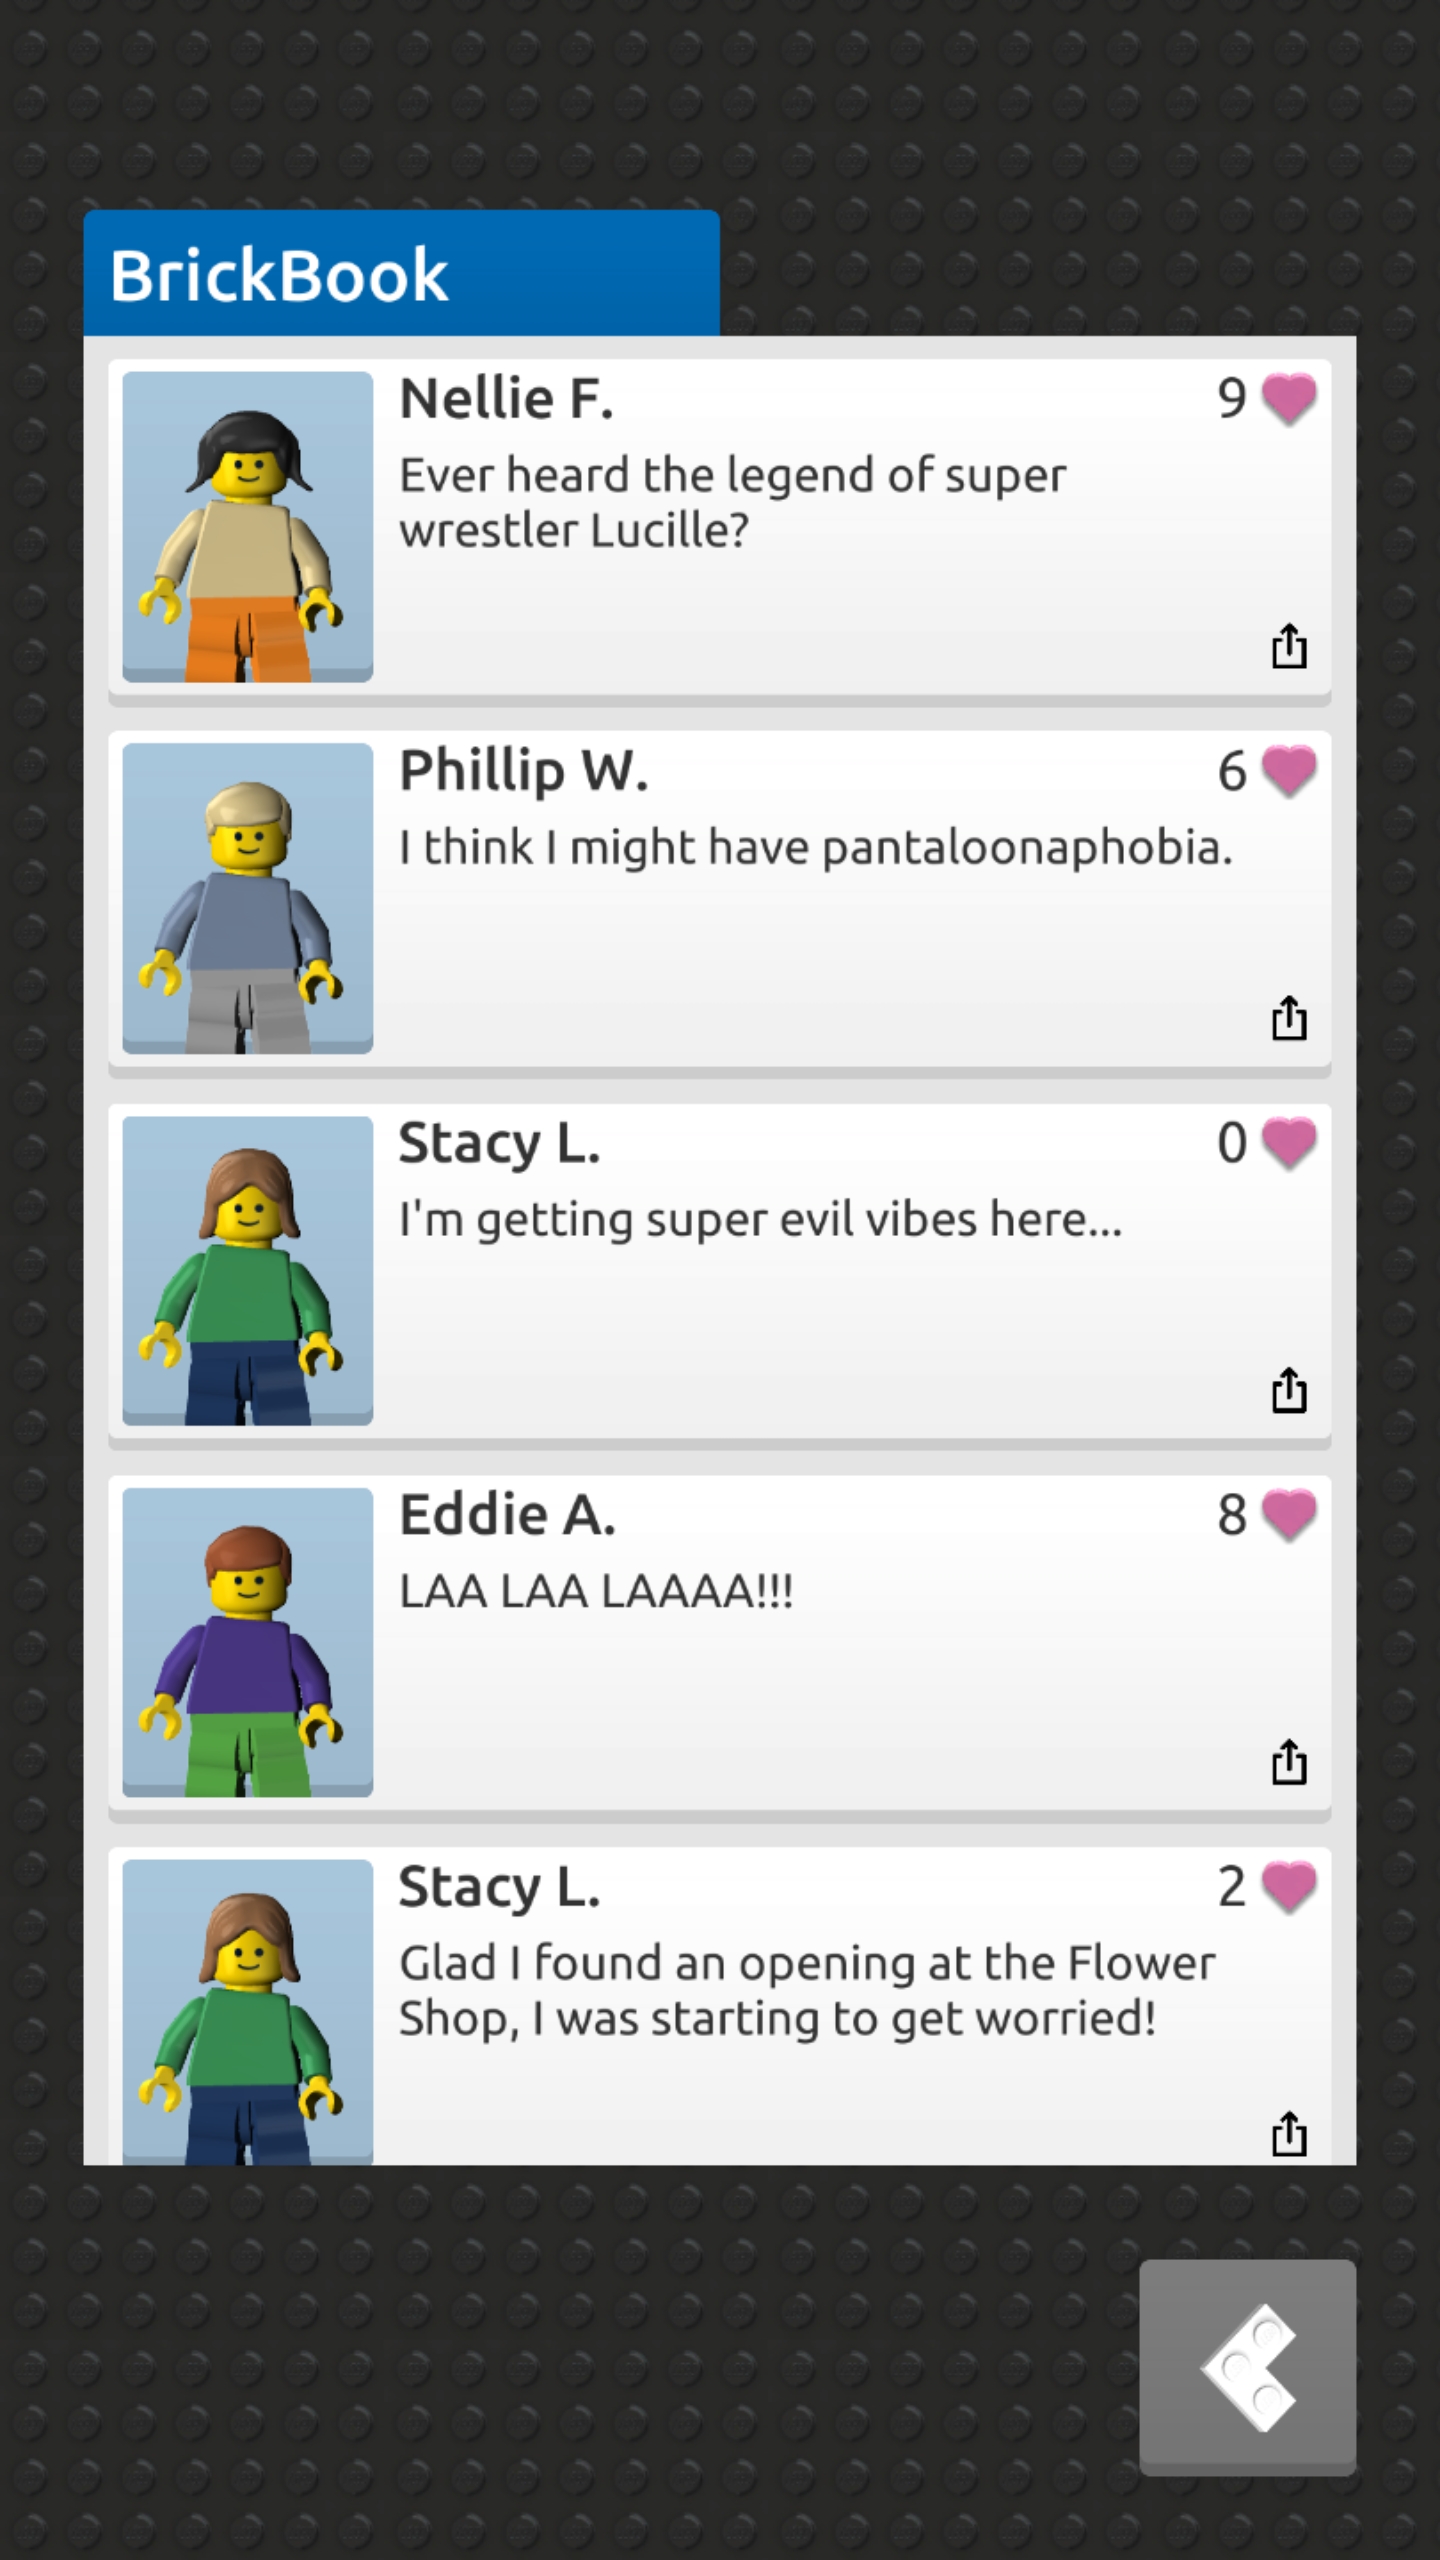 BrickBook
Nellie F.
9
Ever heard the legend of super
wrestler Lucille?
Phillip W.
6
I think I might have pantaloonaphobia.
Stacy L.
0
I'm getting super evil vibes here...
Eddie A.
8
LAA LAA LAAAA!!!
Stacy L.
2
Glad I found an opening at the Flower
Shop, I was starting to get worried!